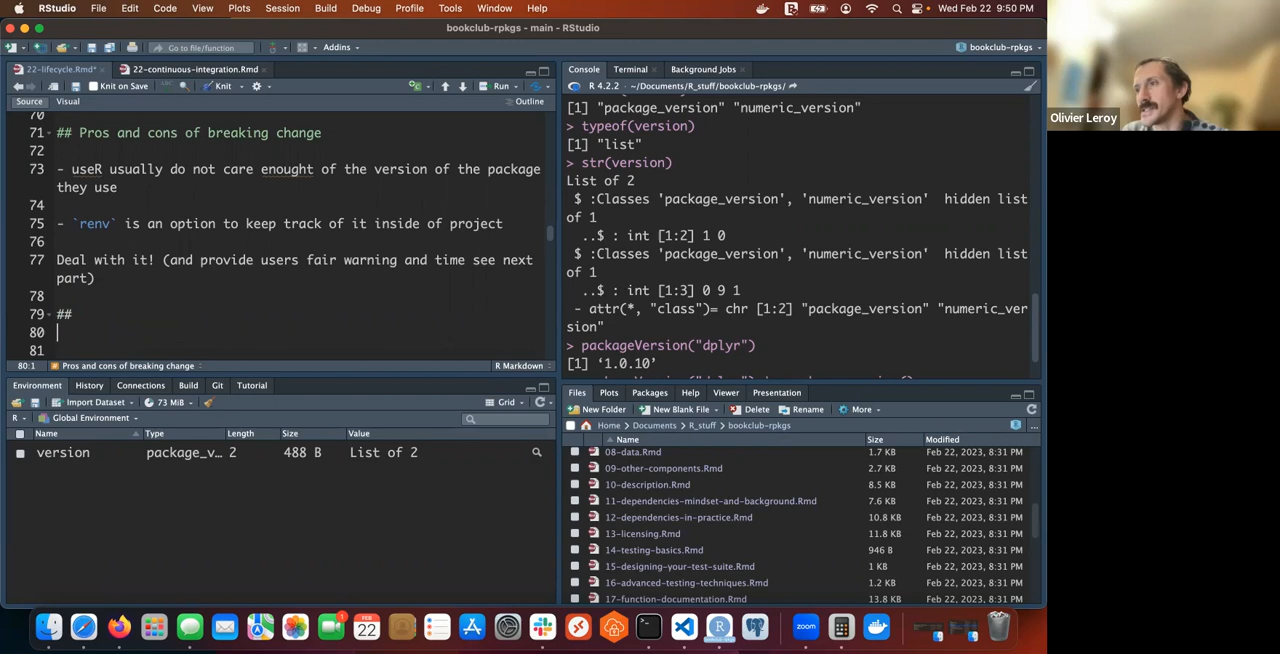 RStudio File Edit Code View Plots Session Build Debug Profile Tools Window Help Wed Feb 22 9:50 PM
bookclub-rpkgs - main - RStudio
Go to file/function Addins bookclub-rpkgs
22-lifecycle.Rmd* 22-continuous-integration.Rmd
Knit on Save Knit Run
Source Visual Outline
70
71 ## Pros and cons of breaking change
72
73 - useR usually do not care enought of the version of the package
they use
74
75 - `renv` is an option to keep track of it inside of project
76
77 Deal with it! (and provide users fair warning and time see next
part)
78
79 ##
80
81
80:1 Pros and cons of breaking change R Markdown
Environment History Connections Build Git Tutorial
Import Dataset 73 MiB Grid
R Global Environment
Name Type Length Size Value
version package_v… 2 488 B List of 2
Console Terminal Background Jobs
R 4.2.2 · ~/Documents/R_stuff/bookclub-rpkgs/
[1] "package_version" "numeric_version"
> typeof(version)
[1] "list"
> str(version)
List of 2
$ :Classes 'package_version', 'numeric_version'  hidden list
of 1
..$ : int [1:2] 1 0
$ :Classes 'package_version', 'numeric_version'  hidden list
of 1
..$ : int [1:3] 0 9 1
- attr(*, "class")= chr [1:2] "package_version" "numeric_ver
sion"
> packageVersion("dplyr")
[1] ‘1.0.10’
Files Plots Packages Help Viewer Presentation
New Folder New Blank File Delete Rename More
Home Documents R_stuff bookclub-rpkgs
Name Size Modified
08-data.Rmd 1.7 KB Feb 22, 2023, 8:31 PM
09-other-components.Rmd 2.7 KB Feb 22, 2023, 8:31 PM
10-description.Rmd 8.5 KB Feb 22, 2023, 8:31 PM
11-dependencies-mindset-and-background.Rmd 7.6 KB Feb 22, 2023, 8:31 PM
12-dependencies-in-practice.Rmd 10.8 KB Feb 22, 2023, 8:31 PM
13-licensing.Rmd 11.8 KB Feb 22, 2023, 8:31 PM
14-testing-basics.Rmd 946 B Feb 22, 2023, 8:31 PM
15-designing-your-test-suite.Rmd 1 KB Feb 22, 2023, 8:31 PM
16-advanced-testing-techniques.Rmd 1.2 KB Feb 22, 2023, 8:31 PM
17-function-documentation.Rmd 13.8 KB Feb 22, 2023, 8:31 PM
Olivier Leroy
FEB
22
1
R
zoom